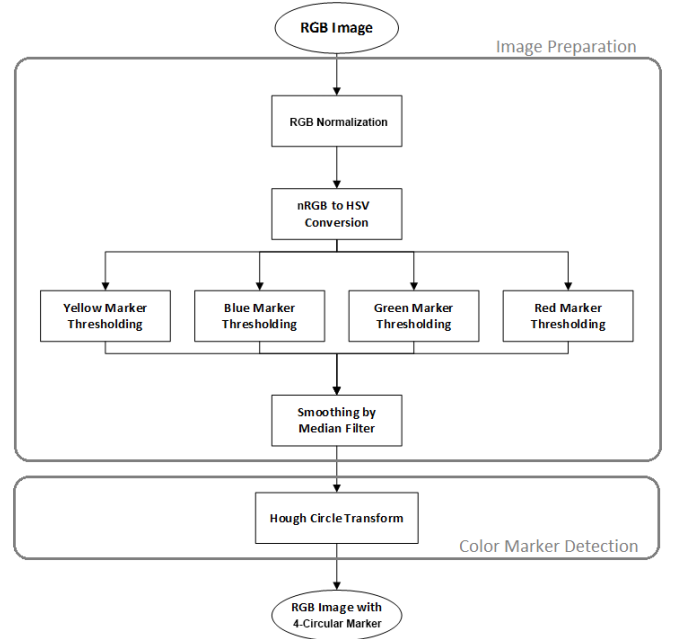 RGB Image
Image Preparation
RGB Normalization
nRGB to HSV
Conversion
Yellow Marker
Thresholding
Blue Marker
Thresholding
Green Marker
Thresholding
Red Marker
Thresholding
Smoothing by
Median Filter
Hough Circle Transform
Color Marker Detection
RGB Image with
4-Circular Marker